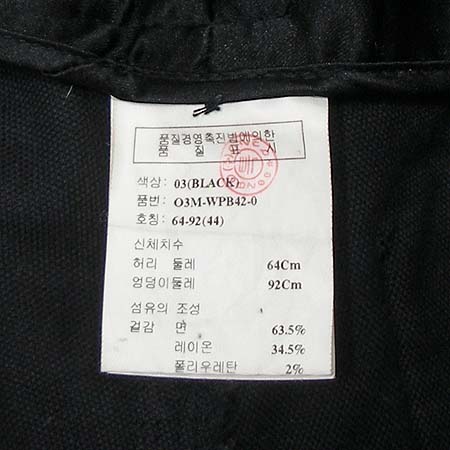 품질경영촉진법에의한
품 질 표 시
색상: 03(BLACK)
품번: O3M-WPB42-0
호칭: 64-92(44)
신체치수
허리 둘레 64Cm
엉덩이둘레 92Cm
섬유의 조성
겉감 면 63.5%
레이온 34.5%
폴리우레탄 2%